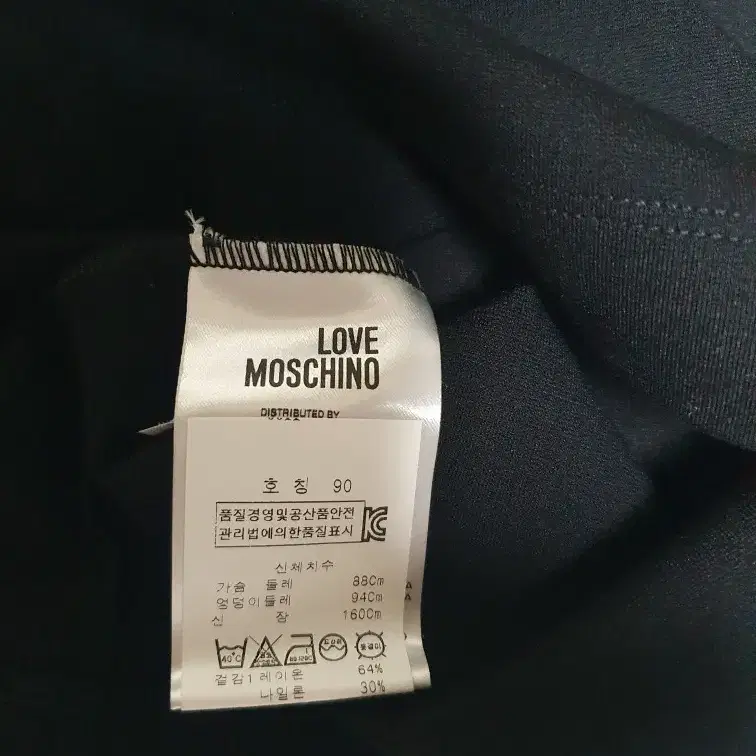 LOVE
MOSCHINO
DISTRIBUTED BY
호칭 90
품질경영및공산품안전
관리법에의한품질표시
신체치수
가슴 둘레 88Cm
엉덩이둘레 94Cm
신 장 160Cm
40℃
겉감1 레이온 64%
나일론 30%